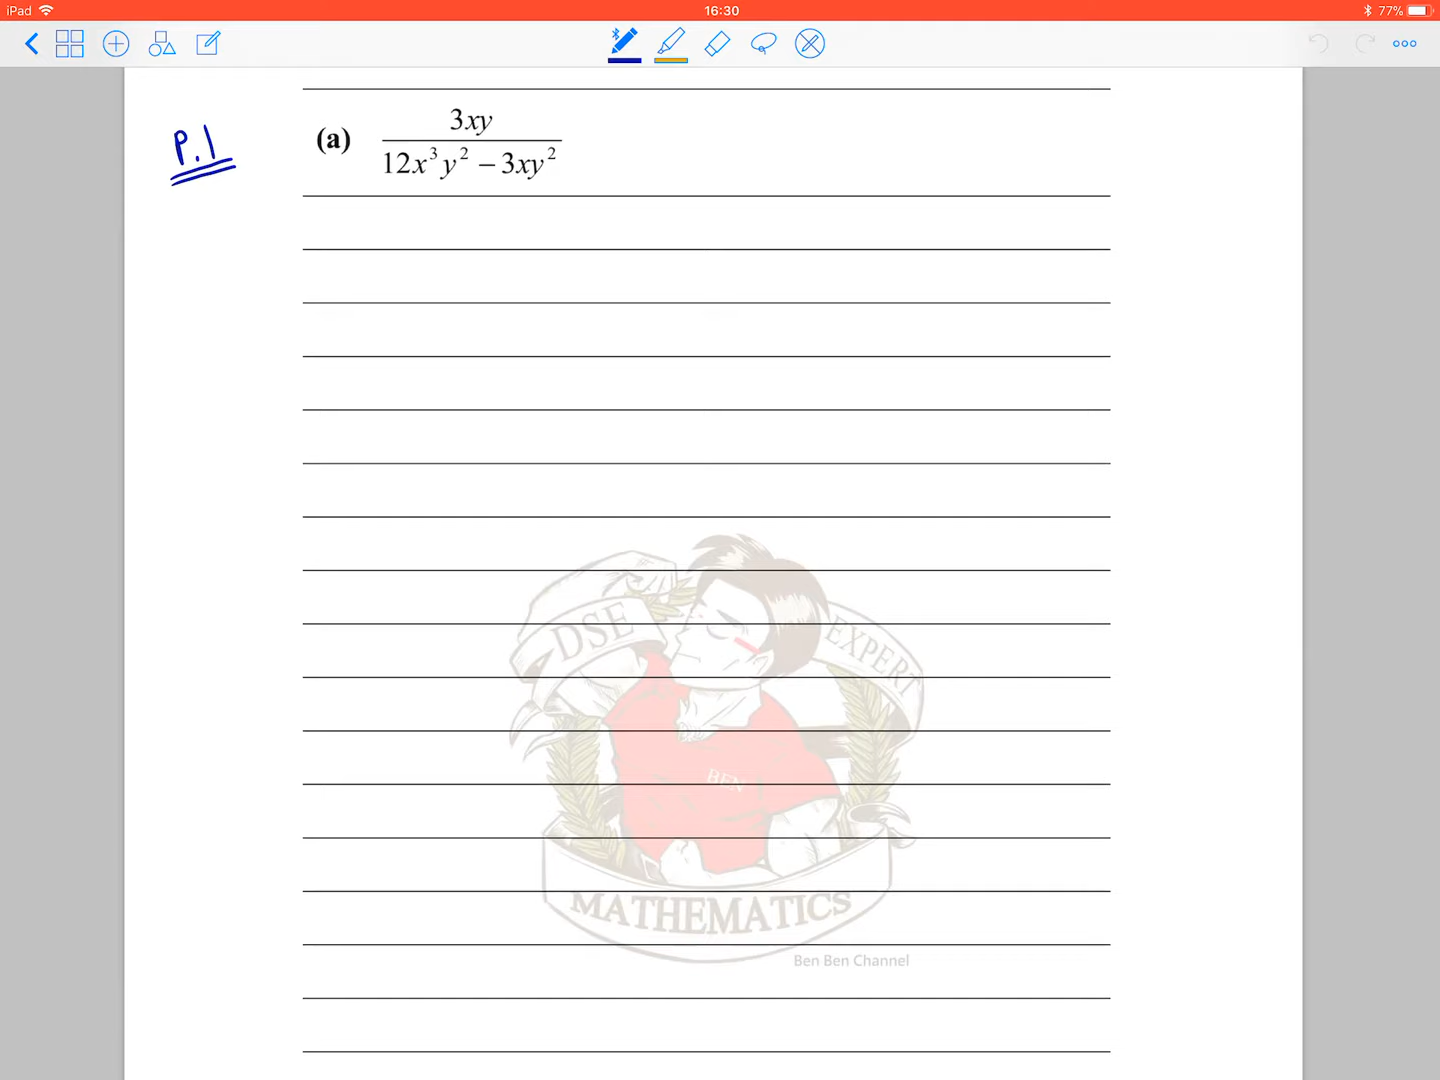 iPad 16:30 77%
P.1
(a) 3xy
12x³y² − 3xy²
DSE EXPERT
BEN
MATHEMATICS
Ben Ben Channel